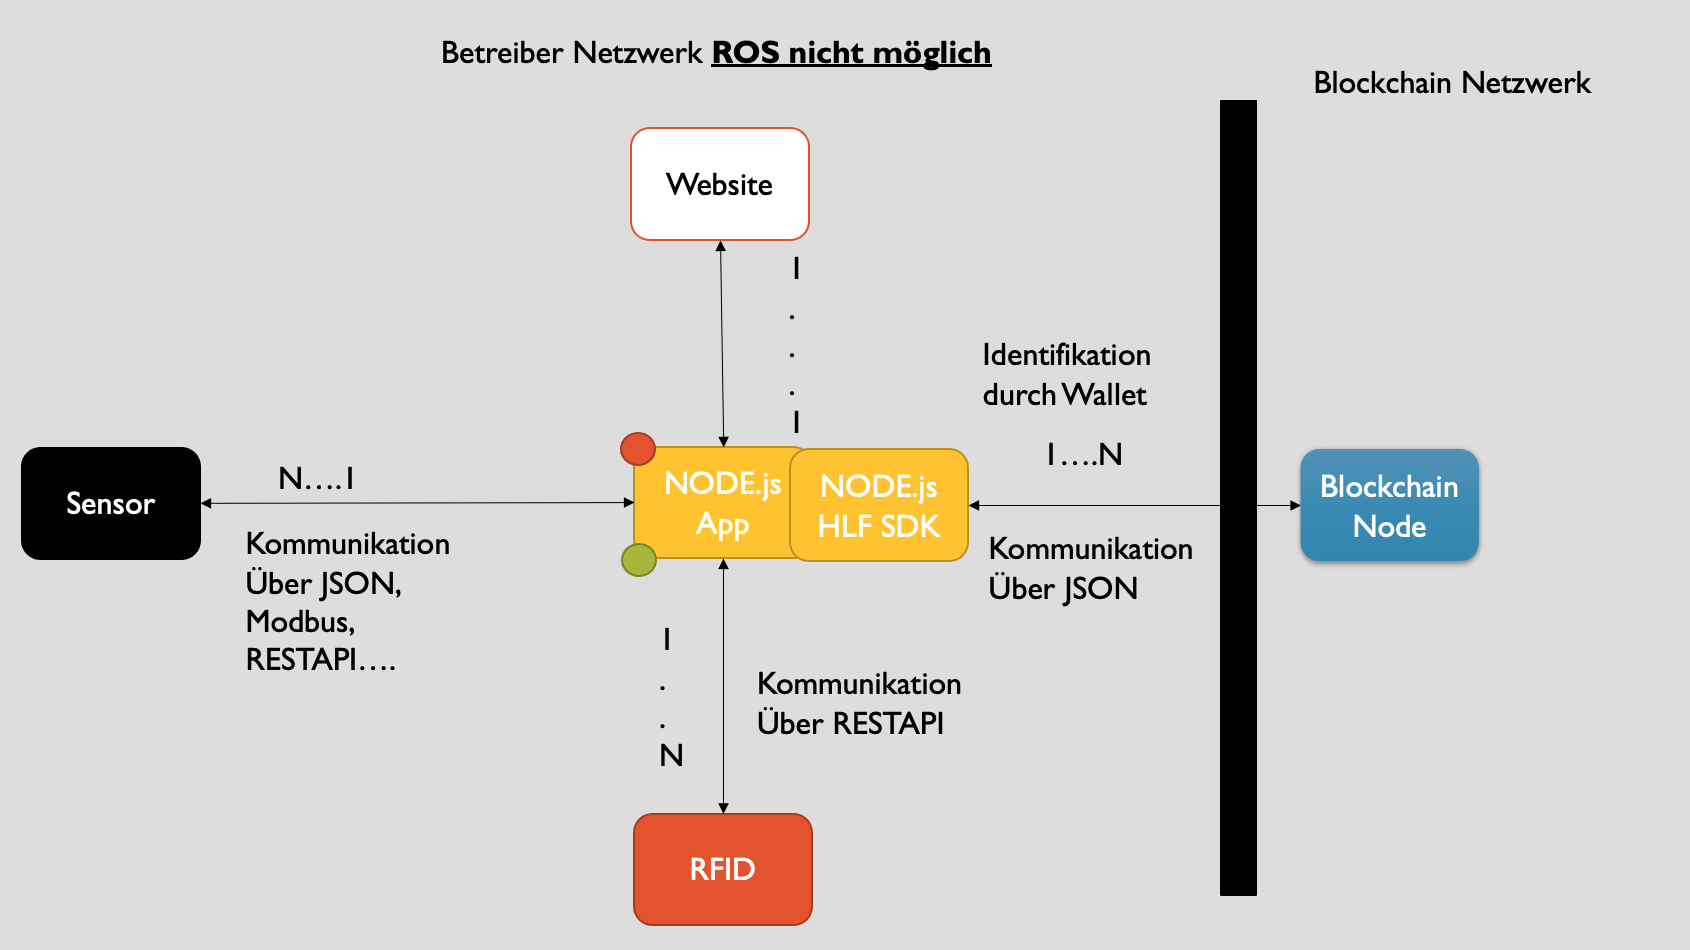 Betreiber Netzwerk ROS nicht möglich
Blockchain Netzwerk
Website
1
.
.
.
1
Identifikation
durch Wallet
1….N
Sensor
N….1
Kommunikation
Über JSON,
Modbus,
RESTAPI….
NODE.js
App
NODE.js
HLF SDK
Kommunikation
Über JSON
Blockchain
Node
1
.
.
N
Kommunikation
Über RESTAPI
RFID